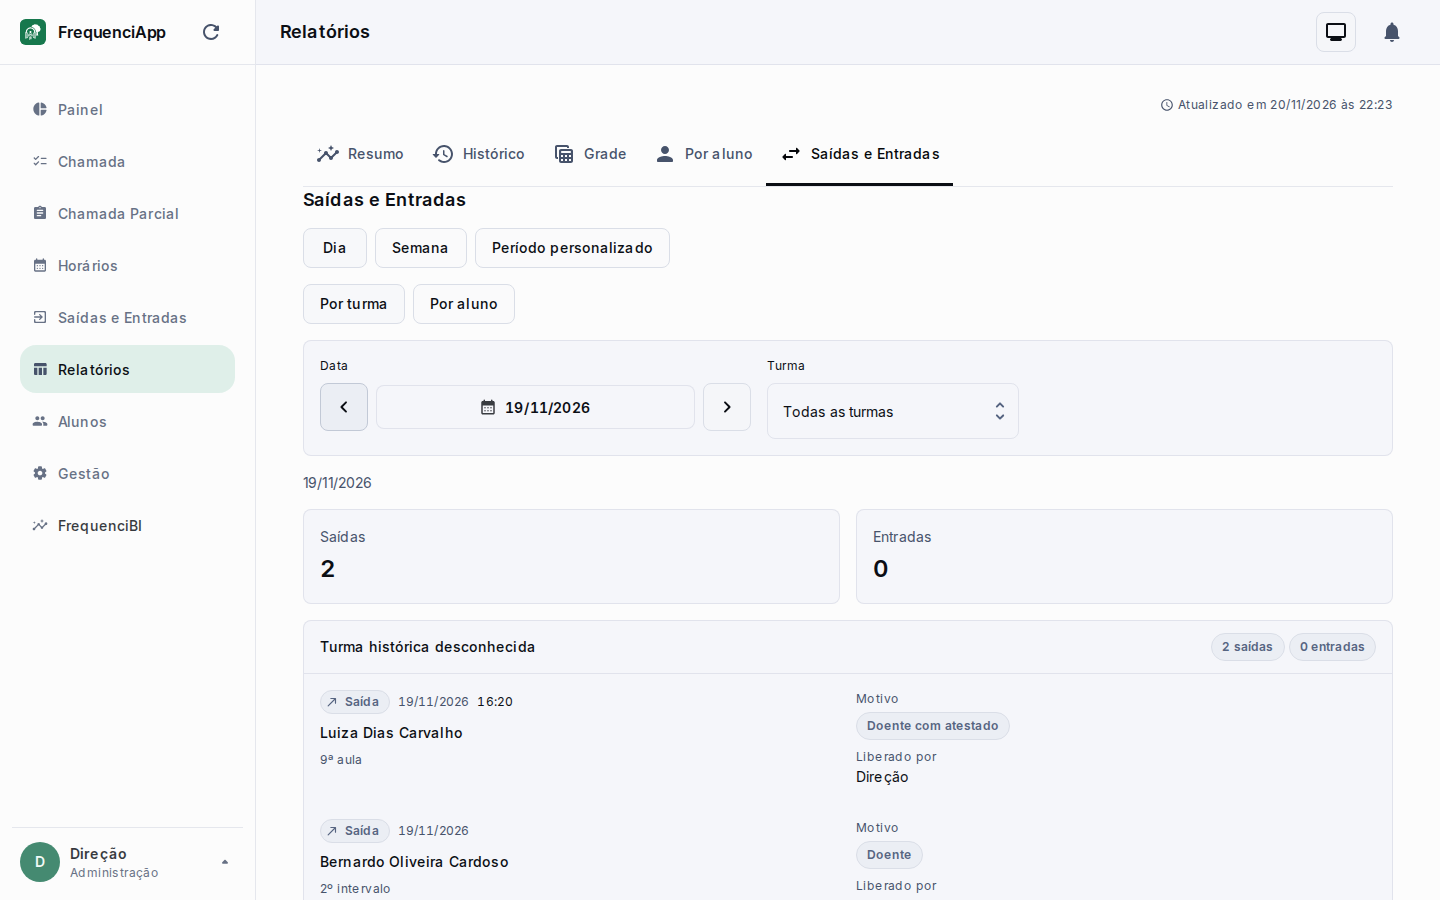 FrequenciApp
Relatórios
Atualizado em 20/11/2026 às 22:23
Painel
Chamada
Chamada Parcial
Horários
Saídas e Entradas
Relatórios
Alunos
Gestão
FrequenciBI
D
Direção
Administração
Resumo
Histórico
Grade
Por aluno
Saídas e Entradas
Saídas e Entradas
Dia
Semana
Período personalizado
Por turma
Por aluno
Data
19/11/2026
Turma
Todas as turmas
19/11/2026
Saídas
2
Entradas
0
Turma histórica desconhecida
2 saídas
0 entradas
Saída 19/11/2026 16:20
Luiza Dias Carvalho
9ª aula
Motivo
Doente com atestado
Liberado por
Direção
Saída 19/11/2026
Bernardo Oliveira Cardoso
2º intervalo
Motivo
Doente
Liberado por